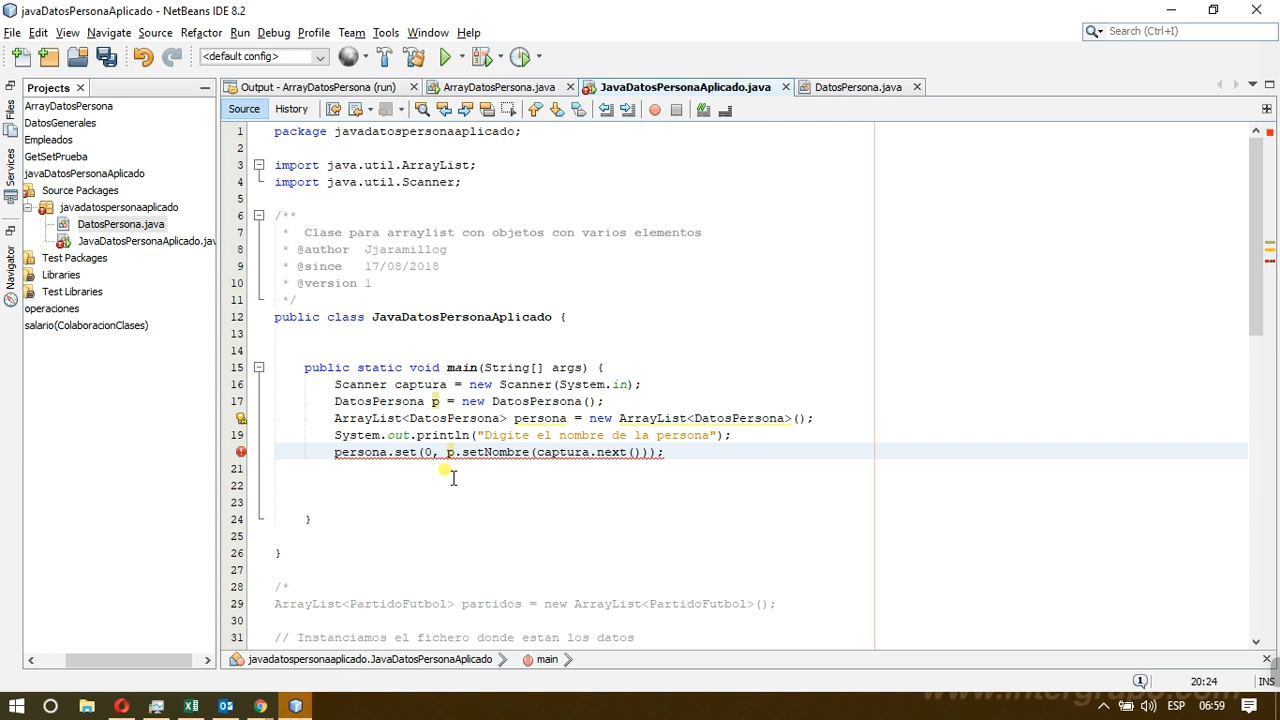 javaDatosPersonaAplicado - NetBeans IDE 8.2
File Edit View Navigate Source Refactor Run Debug Profile Team Tools Window Help
Search (Ctrl+I)
<default config>
Projects
Output - ArrayDatosPersona (run)
ArrayDatosPersona.java
JavaDatosPersonaAplicado.java
DatosPersona.java
Files
Services
Navigator
ArrayDatosPersona
DatosGenerales
Empleados
GetSetPrueba
javaDatosPersonaAplicado
Source Packages
javadatospersonaaplicado
DatosPersona.java
JavaDatosPersonaAplicado.jav
Test Packages
Libraries
Test Libraries
operaciones
salario(ColaboracionClases)
Source History
1 package javadatospersonaaplicado;
2
3 import java.util.ArrayList;
4 import java.util.Scanner;
5
6 /**
7 * Clase para arraylist con objetos con varios elementos
8 * @author Jjaramillog
9 * @since 17/08/2018
10 * @version 1
11 */
12 public class JavaDatosPersonaAplicado {
13
14
15 public static void main(String[] args) {
16 Scanner captura = new Scanner(System.in);
17 DatosPersona p = new DatosPersona();
ArrayList<DatosPersona> persona = new ArrayList<DatosPersona>();
19 System.out.println("Digite el nombre de la persona");
persona.set(0, p.setNombre(captura.next()));
21
22
23
24 }
25
26 }
27
28 /*
29 ArrayList<PartidoFutbol> partidos = new ArrayList<PartidoFutbol>();
30
31 // Instanciamos el fichero donde estan los datos
javadatospersonaaplicado.JavaDatosPersonaAplicado
main
1
20:24
INS
www.intergrupo.com
ESP
06:59